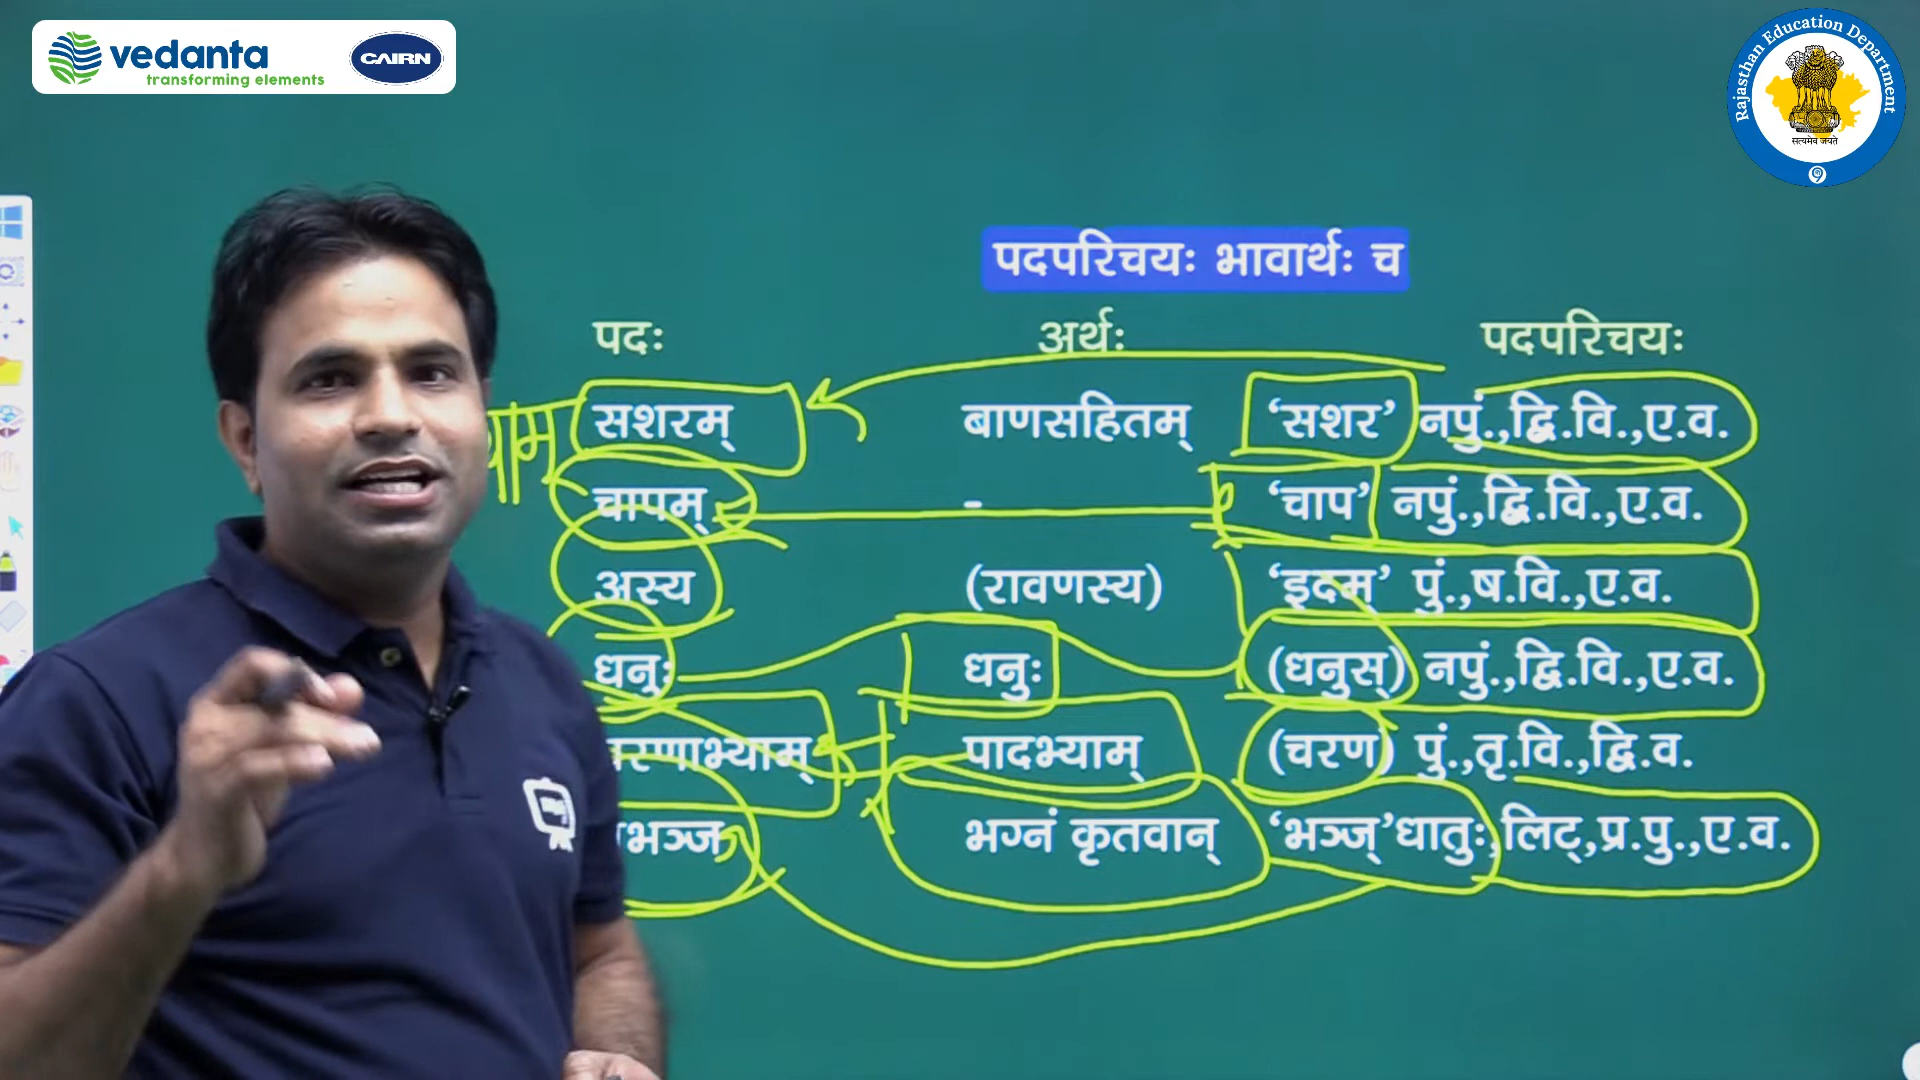 vedanta
transforming elements
CAIRN
Rajasthan Education Department
सत्यमेव जयते
पदपरिचयः भावार्थः च
पदः अर्थः पदपरिचयः
सशरम् बाणसहितम् ‘सशर’ नपुं.,द्वि.वि.,ए.व.
चापम् - ‘चाप’ नपुं.,द्वि.वि.,ए.व.
अस्य (रावणस्य) ‘इदम्’ पुं.,ष.वि.,ए.व.
धनुः धनुः (धनुस्) नपुं.,द्वि.वि.,ए.व.
पादभ्याम् (चरण) पुं.,तृ.वि.,द्वि.व.
भग्नं कृतवान् ‘भञ्ज्’धातुः,लिट्,प्र.पु.,ए.व.